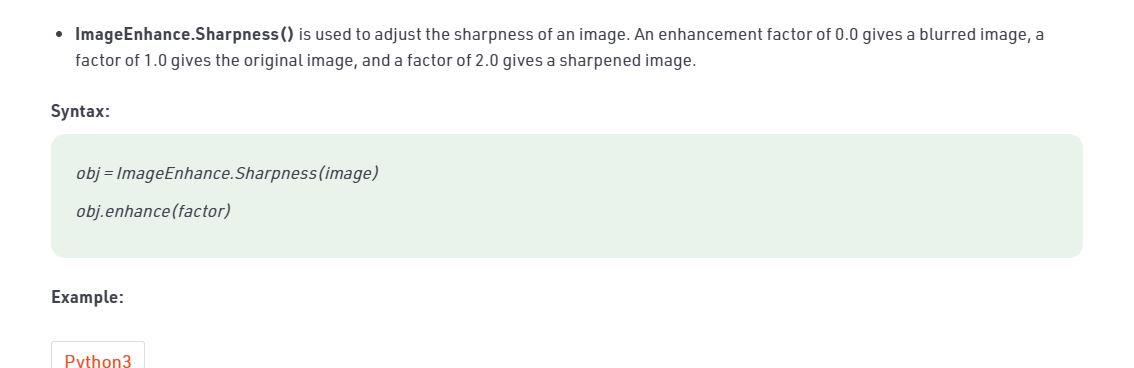 • ImageEnhance.Sharpness() is used to adjust the sharpness of an image. An enhancement factor of 0.0 gives a blurred image, a
factor of 1.0 gives the original image, and a factor of 2.0 gives a sharpened image.
Syntax:
obj = ImageEnhance.Sharpness(image)
obj.enhance(factor)
Example:
Python3